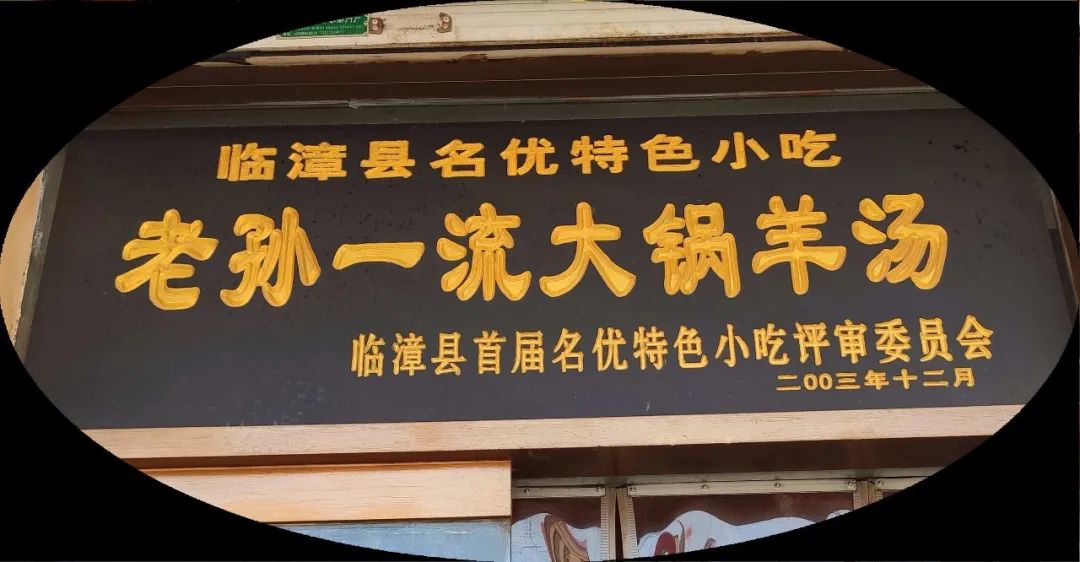 临漳县名优特色小吃
老孙一流大锅羊汤
临漳县首届名优特色小吃评审委员会
二00三年十二月